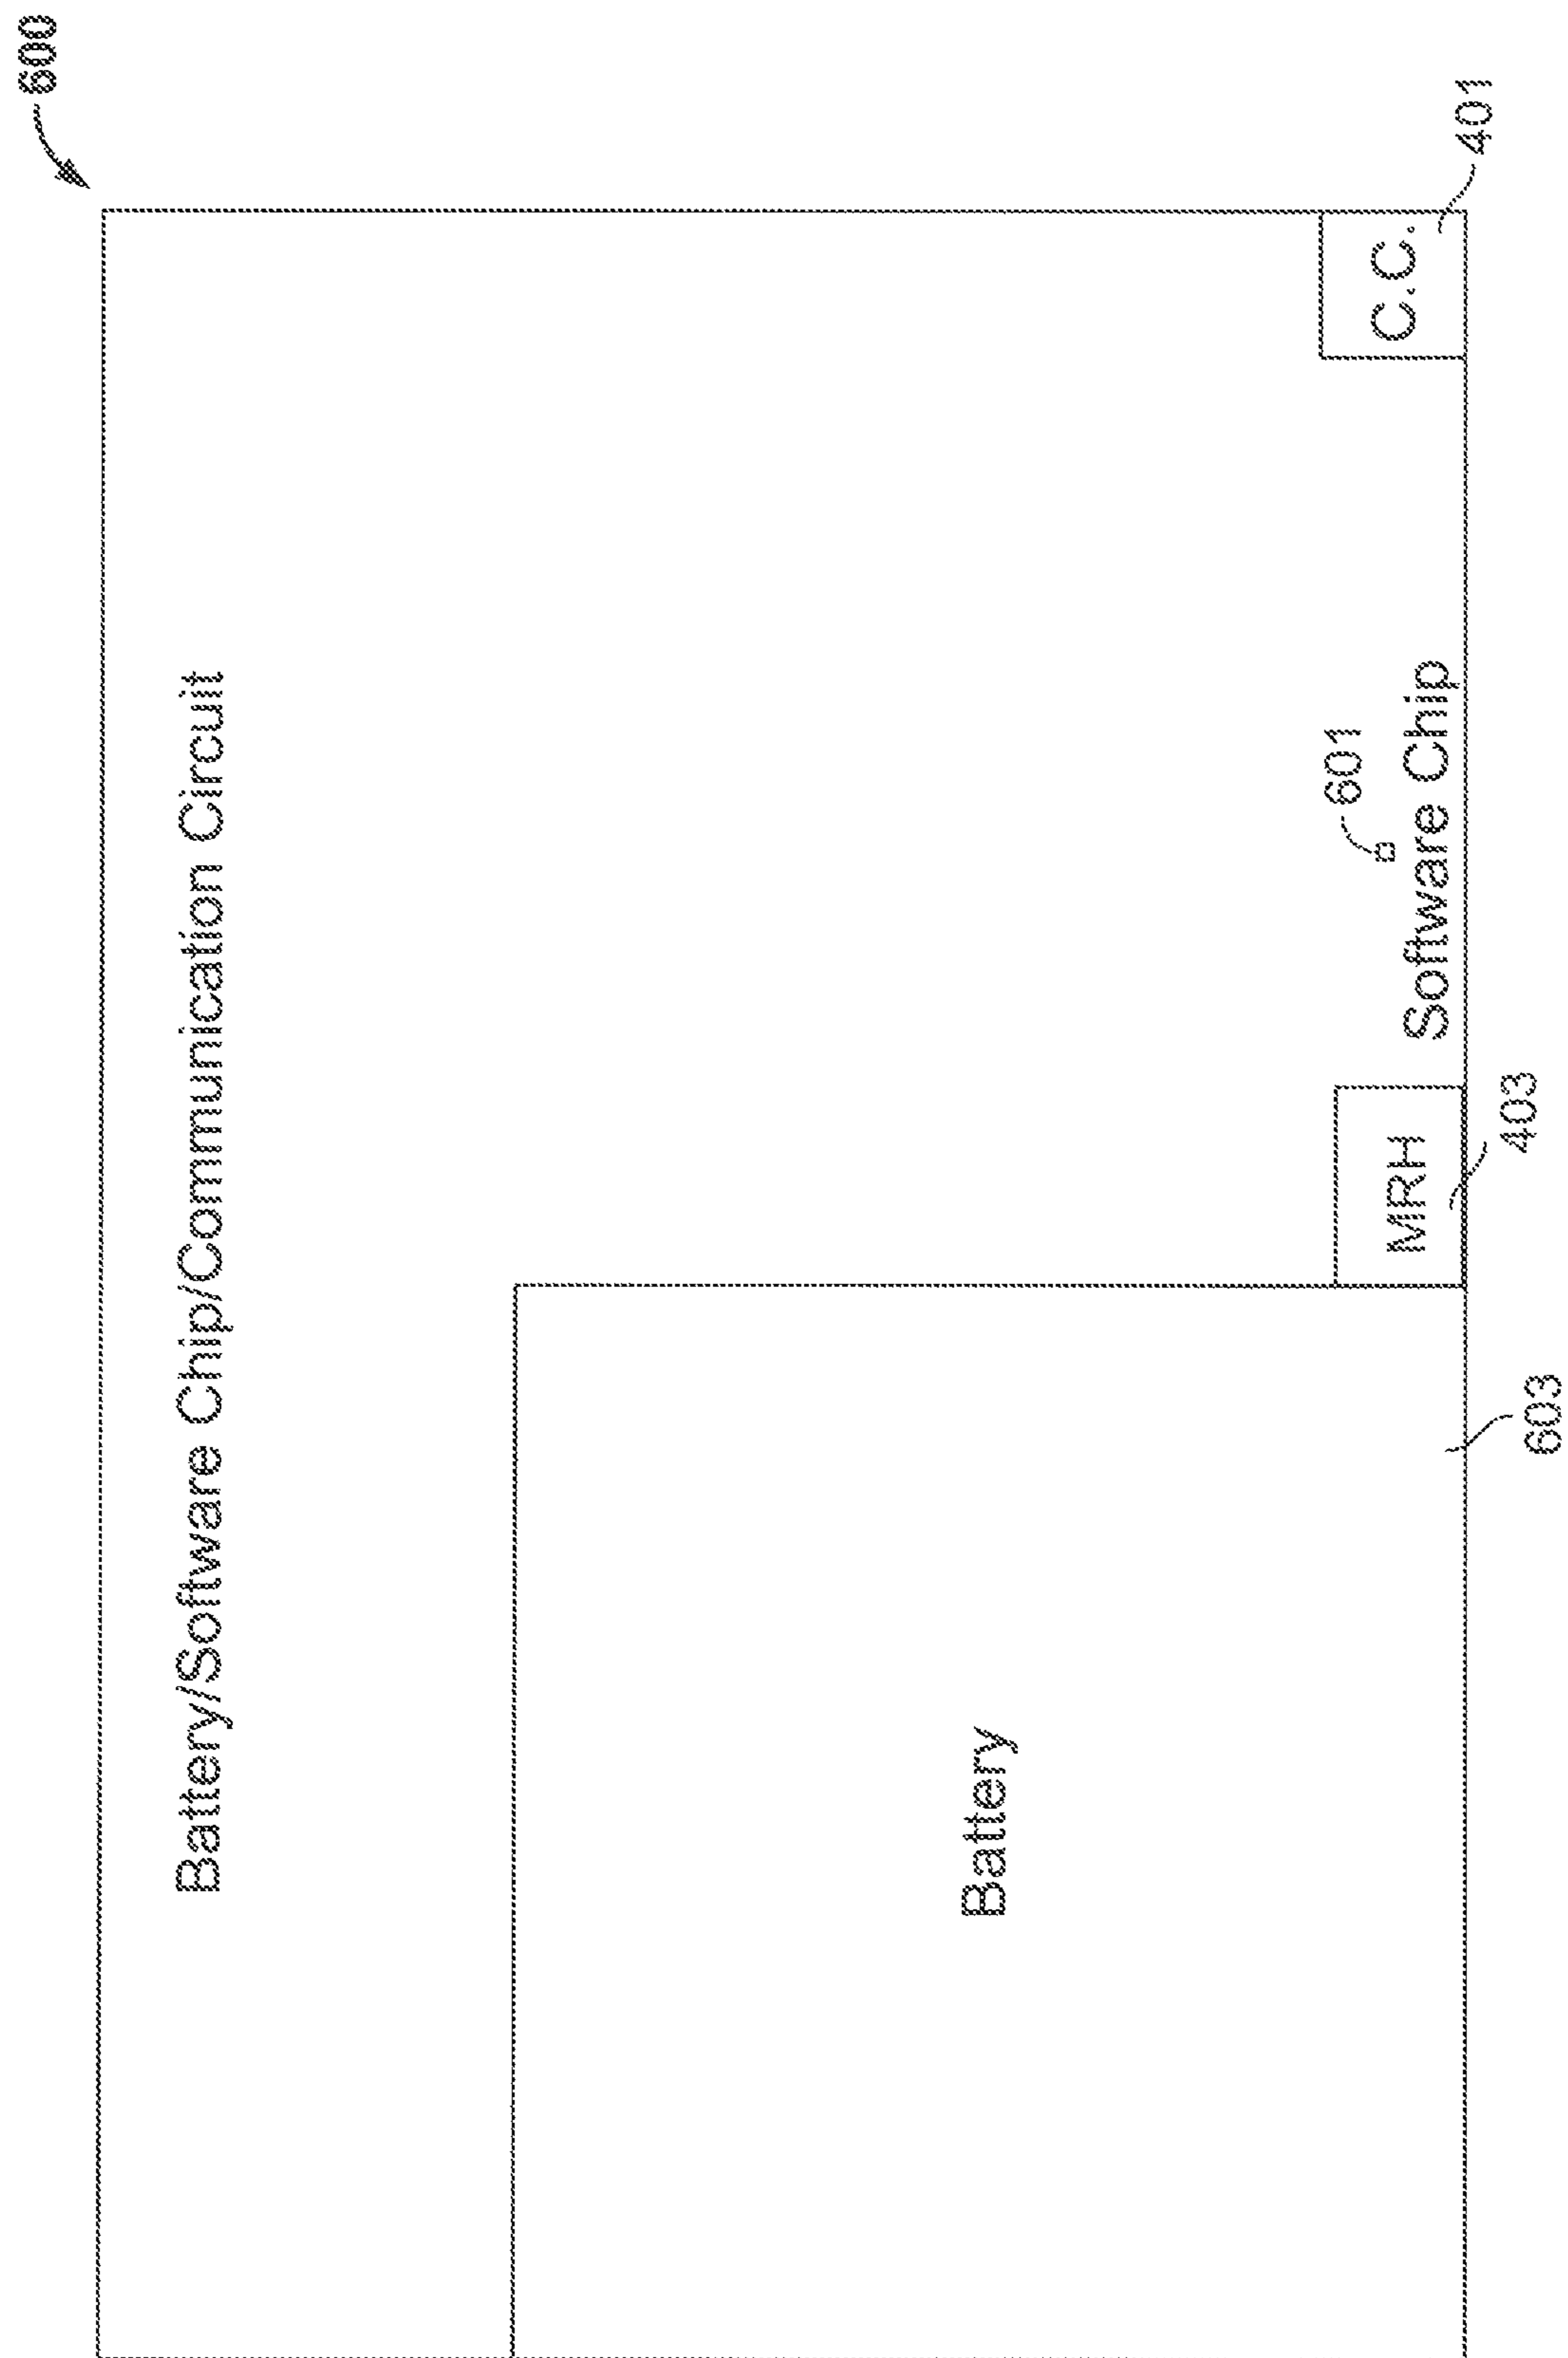 600
Battery/Software Chip/Communication Circuit
Battery
601
MRH
Software Chip
C.C.
401
403
603